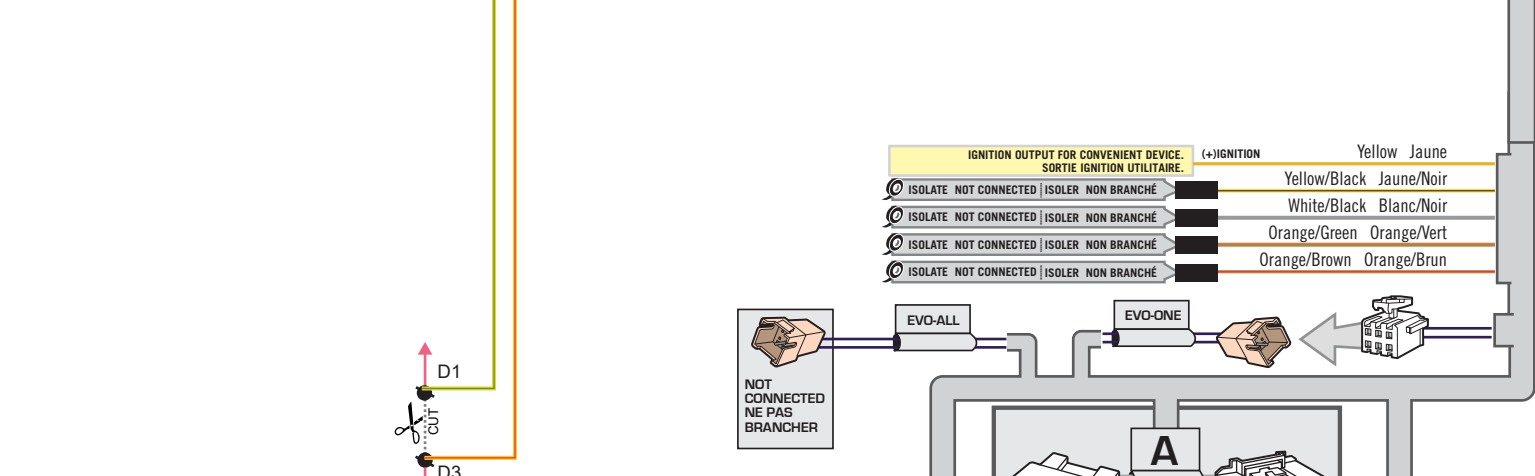 IGNITION OUTPUT FOR CONVENIENT DEVICE.
SORTIE IGNITION UTILITAIRE.
(+)IGNITION
Yellow Jaune
ISOLATE NOT CONNECTED ISOLER NON BRANCHÉ
Yellow/Black Jaune/Noir
ISOLATE NOT CONNECTED ISOLER NON BRANCHÉ
White/Black Blanc/Noir
ISOLATE NOT CONNECTED ISOLER NON BRANCHÉ
Orange/Green Orange/Vert
ISOLATE NOT CONNECTED ISOLER NON BRANCHÉ
Orange/Brown Orange/Brun
EVO-ALL
EVO-ONE
NOT
CONNECTED
NE PAS
BRANCHER
D1
CUT
D3
A